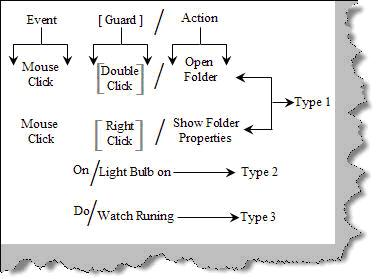 Event [ Guard ] / Action
Mouse Click [ Double Click ] / Open Folder
Type 1
Mouse Click [ Right Click ] / Show Folder Properties
On / Light Bulb on Type 2
Do / Watch Runing Type 3